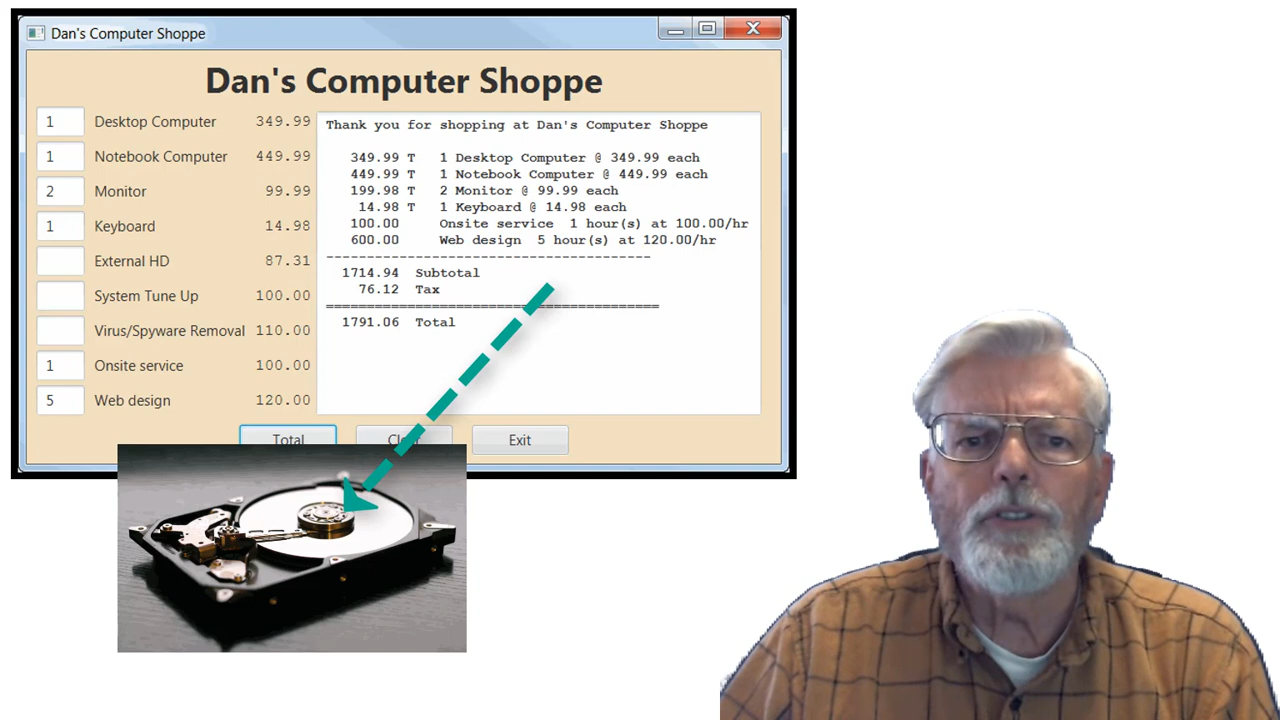 Dan's Computer Shoppe
Dan's Computer Shoppe
1 Desktop Computer 349.99
1 Notebook Computer 449.99
2 Monitor 99.99
1 Keyboard 14.98
External HD 87.31
System Tune Up 100.00
Virus/Spyware Removal 110.00
1 Onsite service 100.00
5 Web design 120.00
Thank you for shopping at Dan's Computer Shoppe
349.99 T 1 Desktop Computer @ 349.99 each
449.99 T 1 Notebook Computer @ 449.99 each
199.98 T 2 Monitor @ 99.99 each
14.98 T 1 Keyboard @ 14.98 each
100.00 Onsite service 1 hour(s) at 100.00/hr
600.00 Web design 5 hour(s) at 120.00/hr
----------------------------------------
1714.94 Subtotal
76.12 Tax
=========================================
1791.06 Total
Total Exit